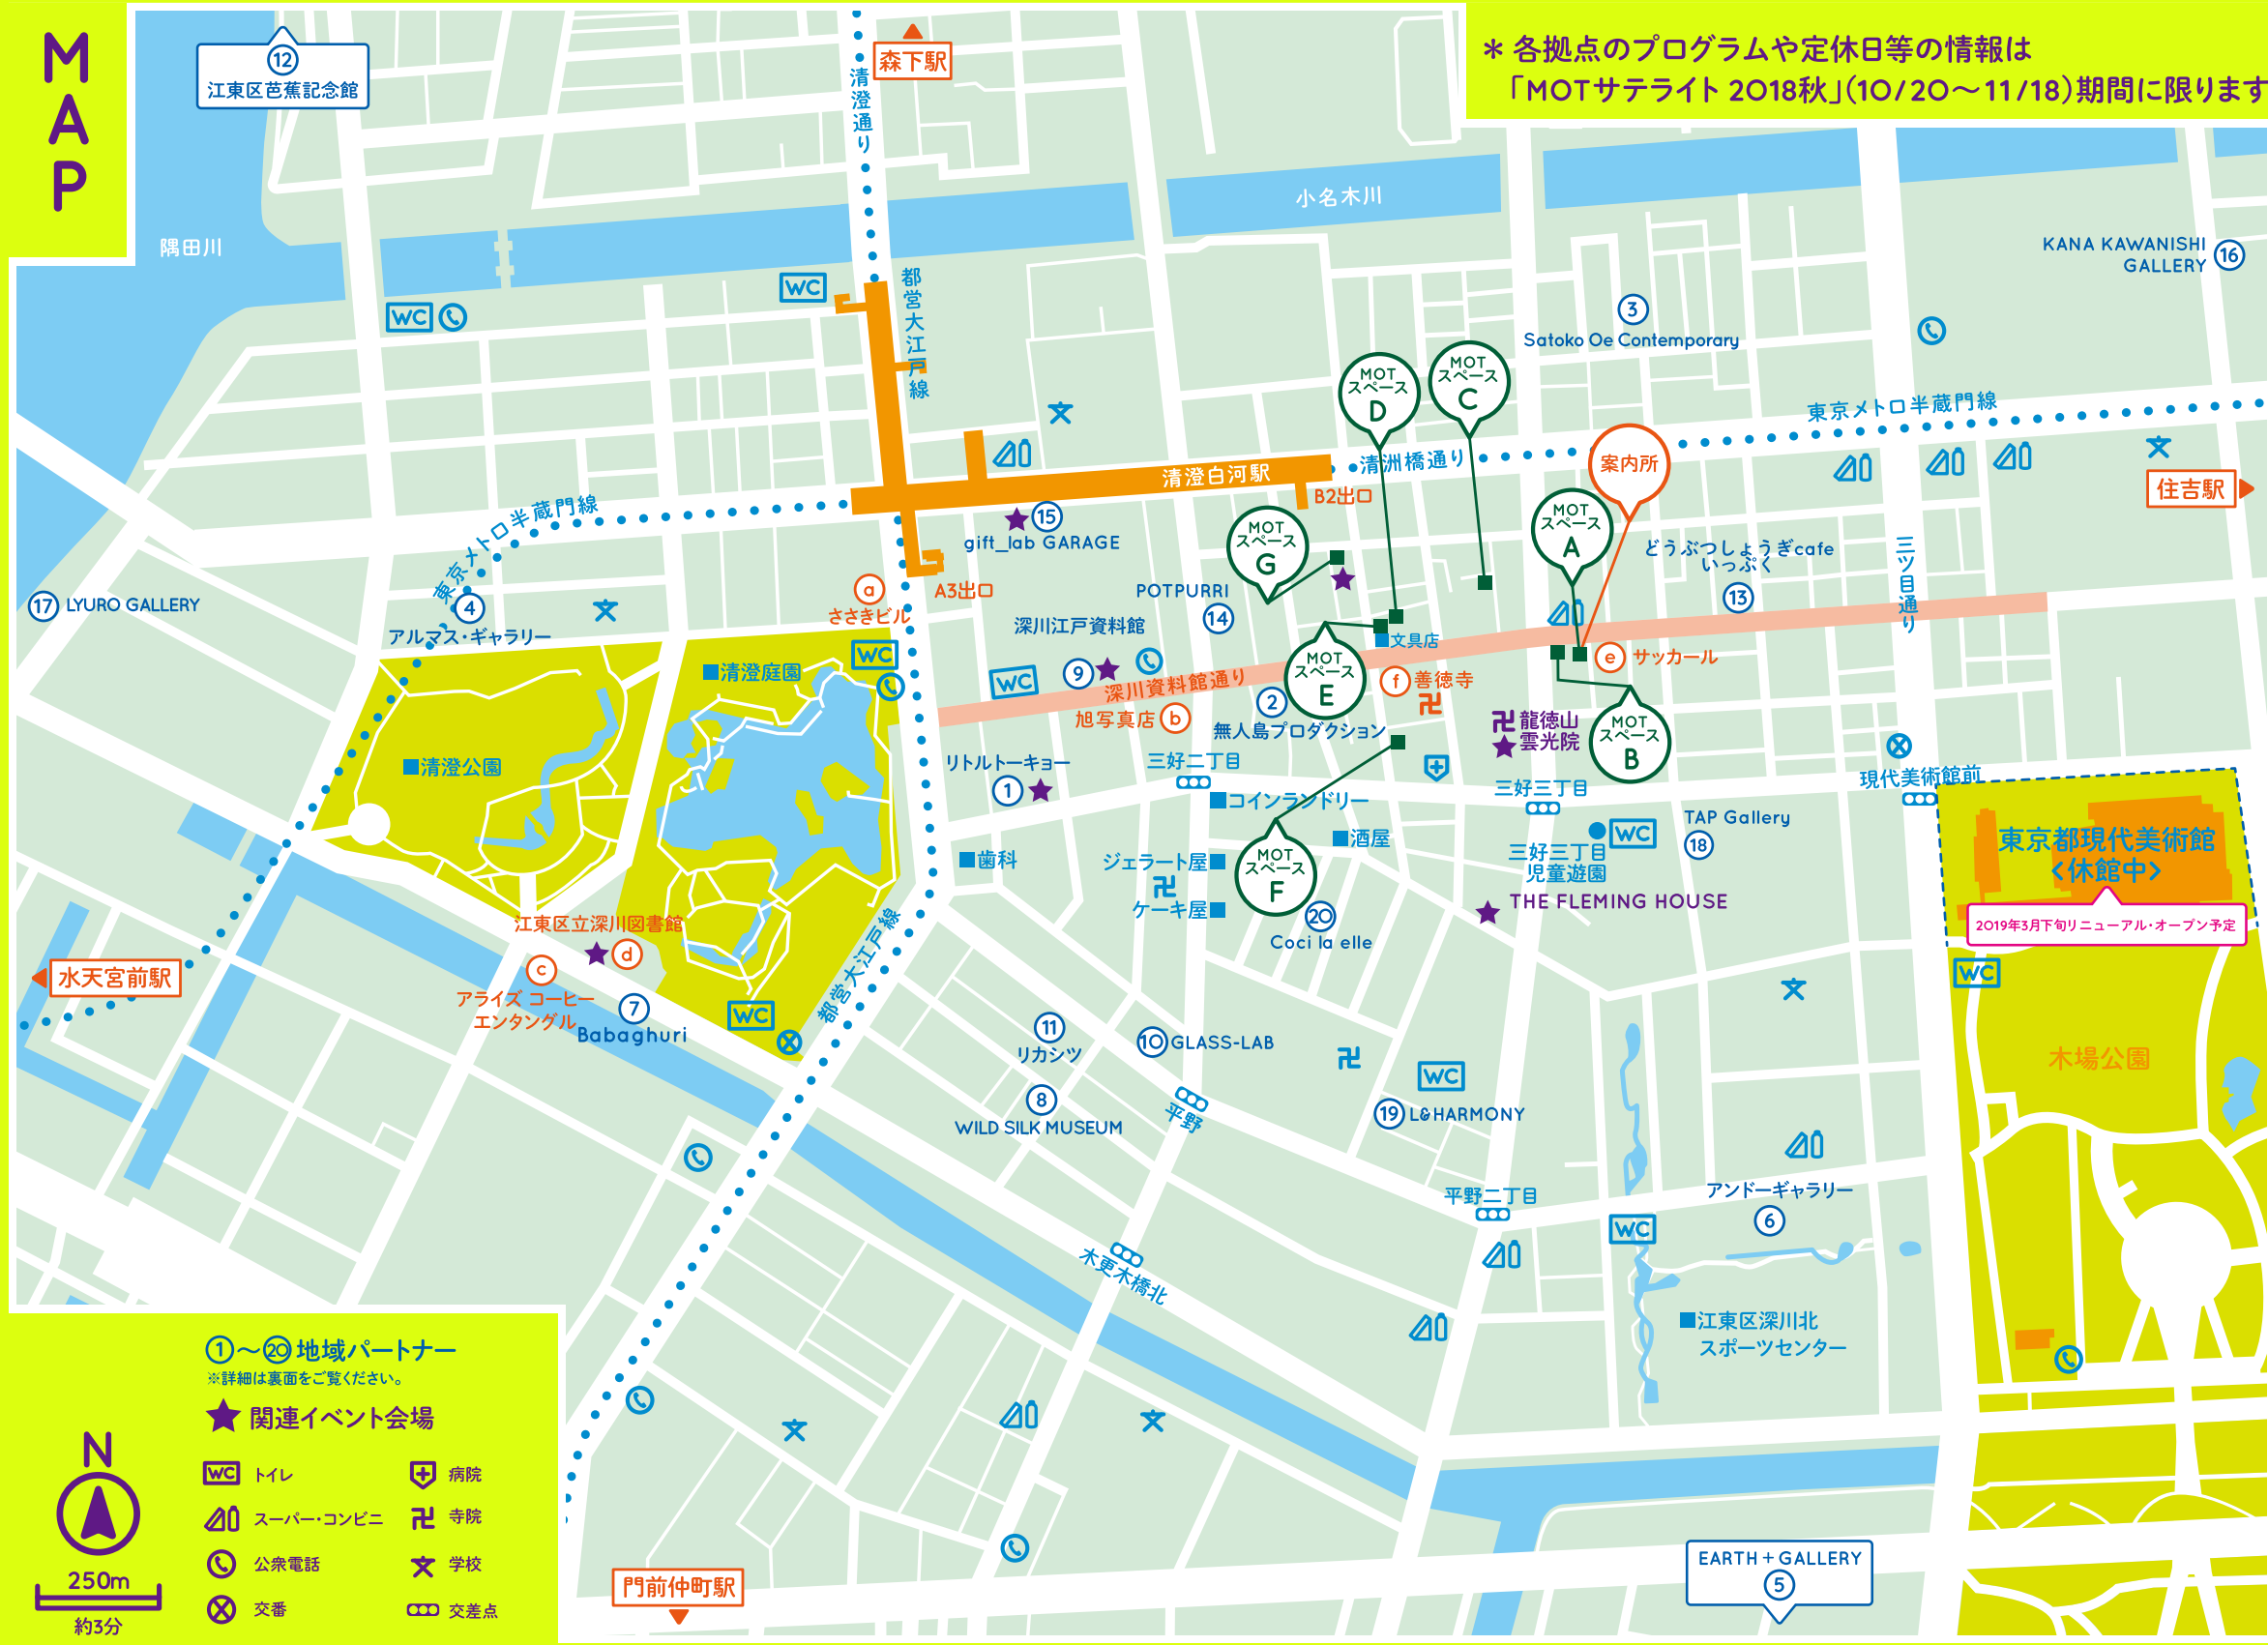 MAP
12
江東区芭蕉記念館
森下駅
＊各拠点のプログラムや定休日等の情報は
「MOTサテライト 2018秋」(10/20〜11/18)期間に限ります
清澄通り
隅田川
小名木川
KANA KAWANISHI
GALLERY
16
WC
WC
都営大江戸線
3
Satoko Oe Contemporary
MOT
スペース
D
MOT
スペース
C
東京メトロ半蔵門線
清洲橋通り
清澄白河駅
B2出口
案内所
住吉駅
東京メトロ半蔵門線
15
gift_lab GARAGE
MOT
スペース
G
MOT
スペース
A
どうぶつしょうぎcafe
いっぷく
13
三ツ目通り
17 LYURO GALLERY
4
アルマス・ギャラリー
a
ささきビル
A3出口
POTPURRI
14
深川江戸資料館
9
WC
WC
清澄庭園
深川資料館通り
旭写真店 b
文具店
MOT
スペース
E
f 善徳寺
e サッカール
2
無人島プロダクション
龍徳山
雲光院
MOT
スペース
B
清澄公園
リトルトーキョー
1
三好二丁目
コインランドリー
三好三丁目
現代美術館前
TAP Gallery
18
WC
三好三丁目
児童遊園
東京都現代美術館
<休館中>
2019年3月下旬リニューアル・オープン予定
歯科
ジェラート屋
ケーキ屋
酒屋
MOT
スペース
F
20
Coci la elle
THE FLEMING HOUSE
江東区立深川図書館
d
c
アライズ コーヒー
エンタングル
7
Babaghuri
WC
都営大江戸線
水天宮前駅
WC
木場公園
11
リカシツ
10 GLASS-LAB
8
WILD SILK MUSEUM
平野
WC
19 L&HARMONY
平野二丁目
アンドーギャラリー
6
WC
木更木橋北
江東区深川北
スポーツセンター
門前仲町駅
EARTH+GALLERY
5
1〜20 地域パートナー
※詳細は裏面をご覧ください。
関連イベント会場
N
250m
約3分
WC トイレ
病院
スーパー・コンビニ
寺院
公衆電話
学校
交番
交差点